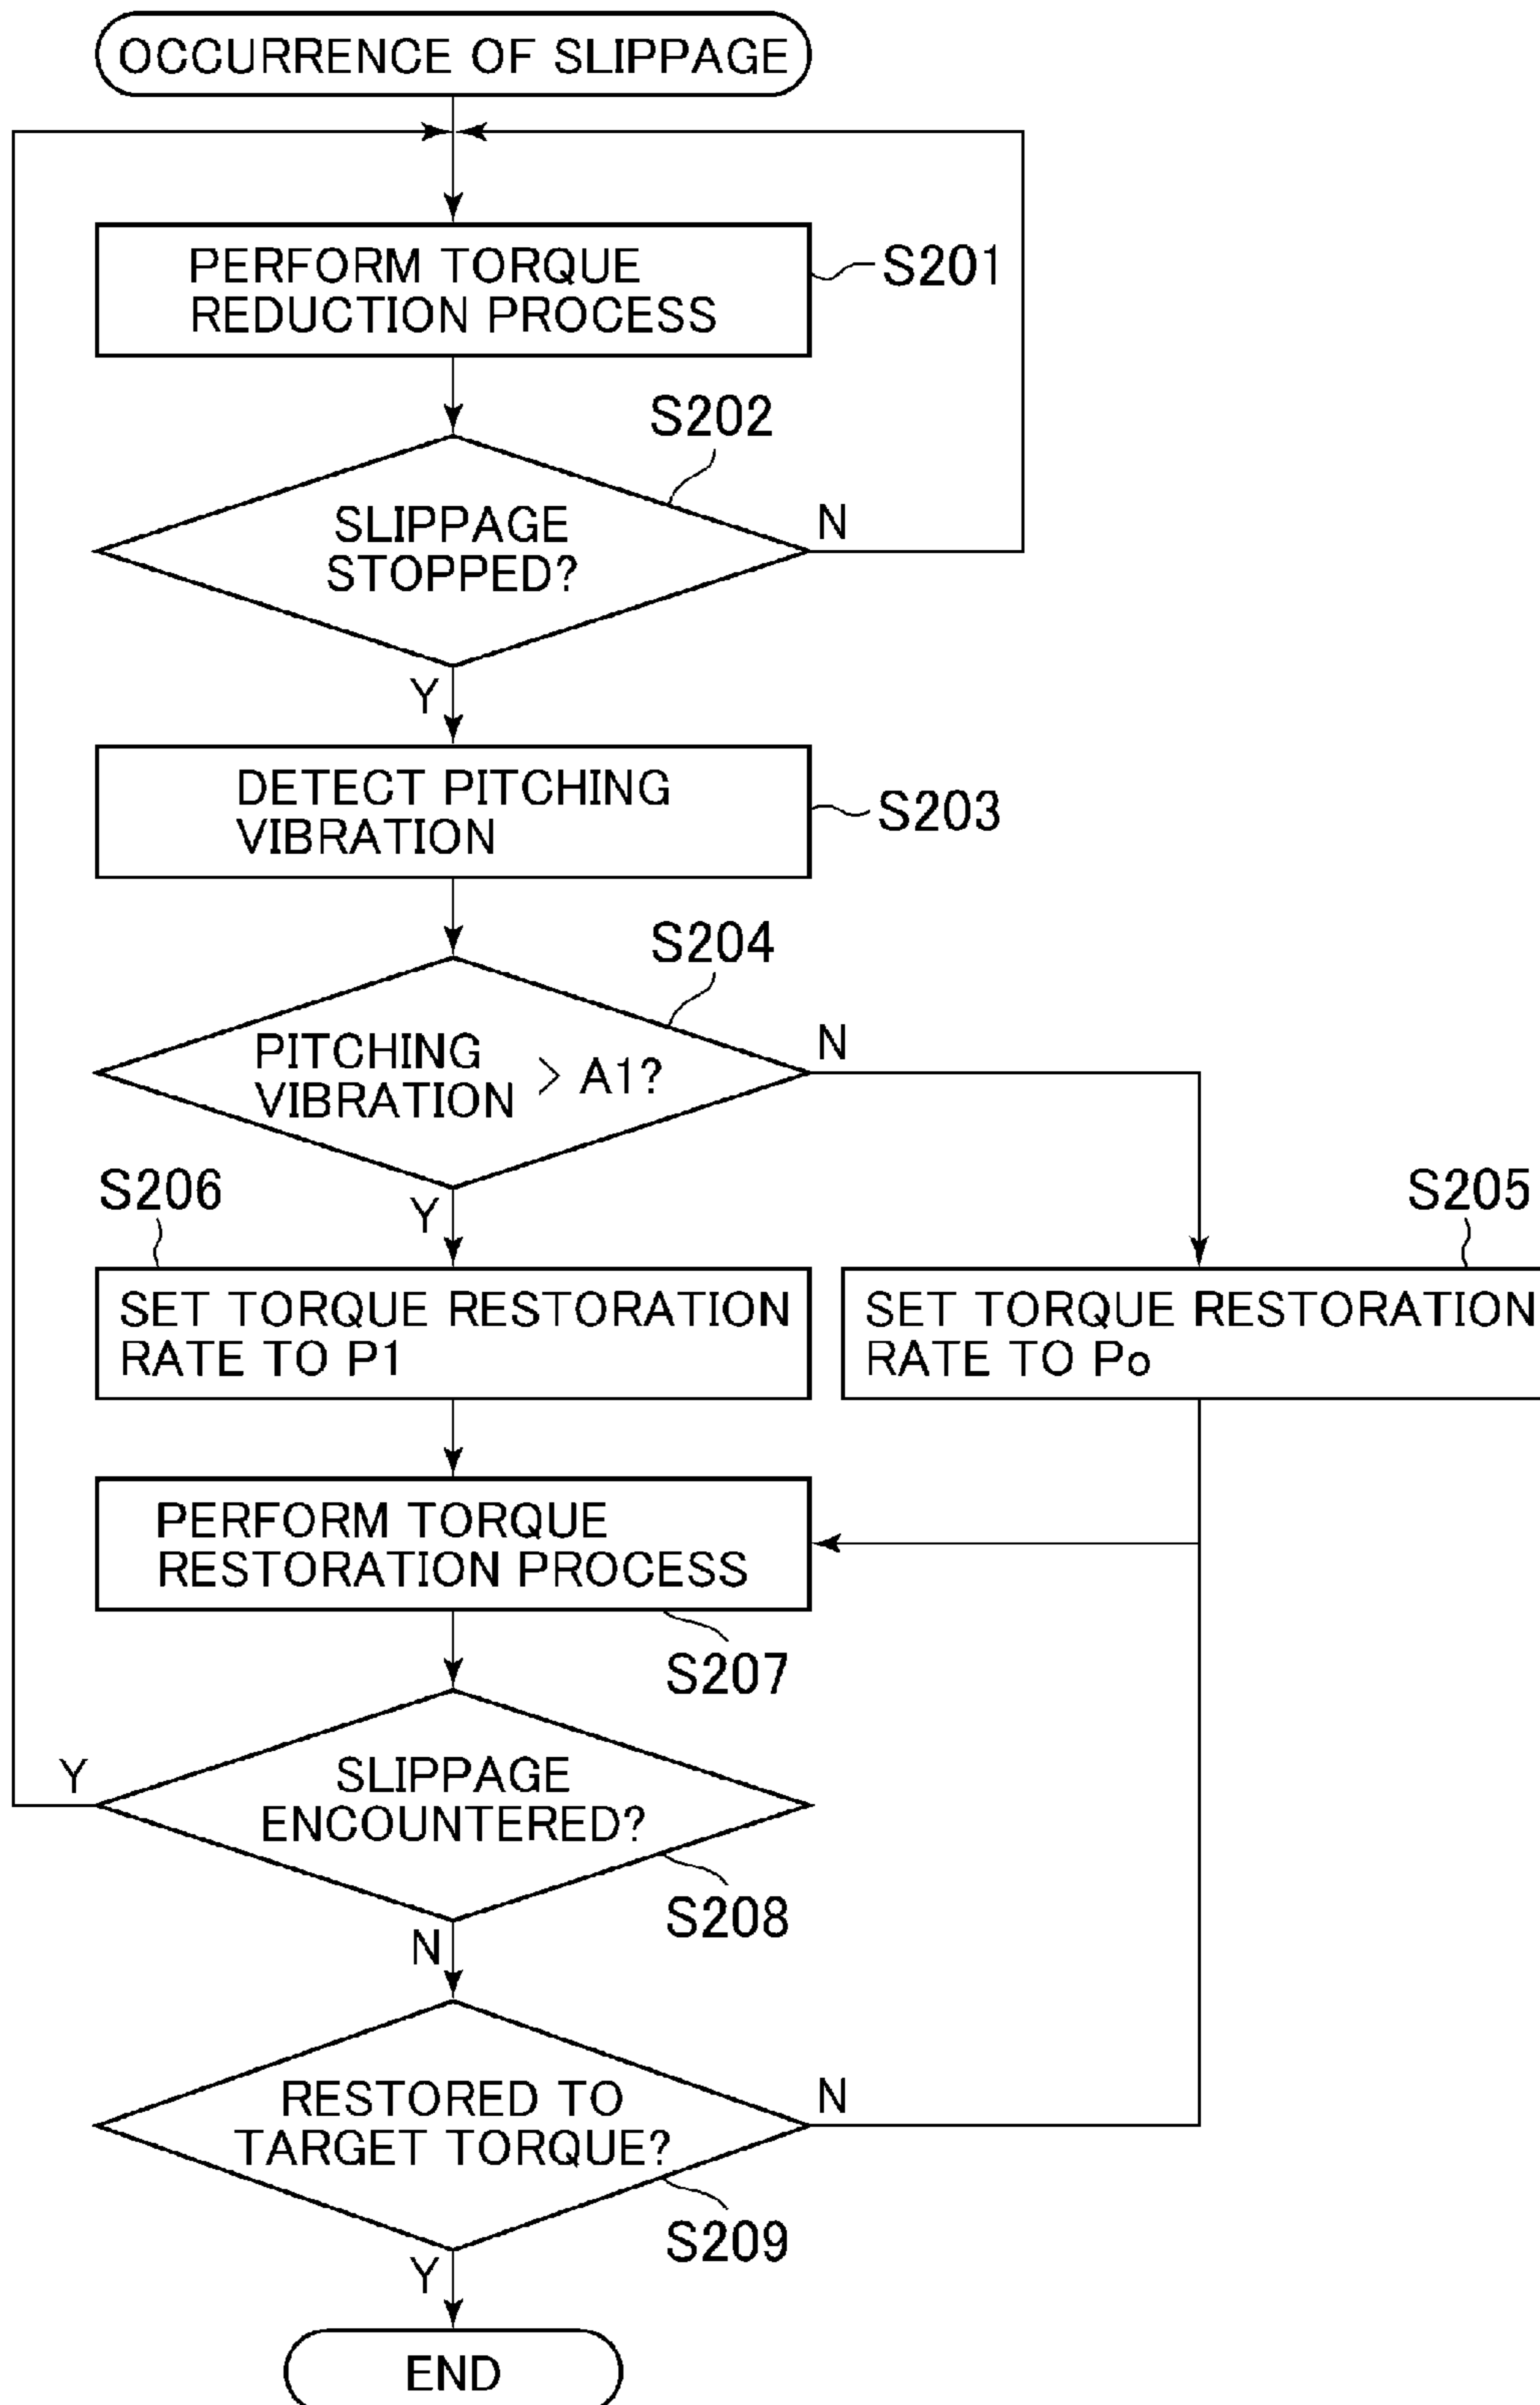 OCCURRENCE OF SLIPPAGE
PERFORM TORQUE
REDUCTION PROCESS
S201
S202
SLIPPAGE
STOPPED?
N
Y
DETECT PITCHING
VIBRATION
S203
S204
PITCHING
VIBRATION > A1?
N
Y
S206
SET TORQUE RESTORATION
RATE TO P1
S205
SET TORQUE RESTORATION
RATE TO Po
PERFORM TORQUE
RESTORATION PROCESS
S207
Y
SLIPPAGE
ENCOUNTERED?
S208
N
RESTORED TO
TARGET TORQUE?
N
S209
Y
END